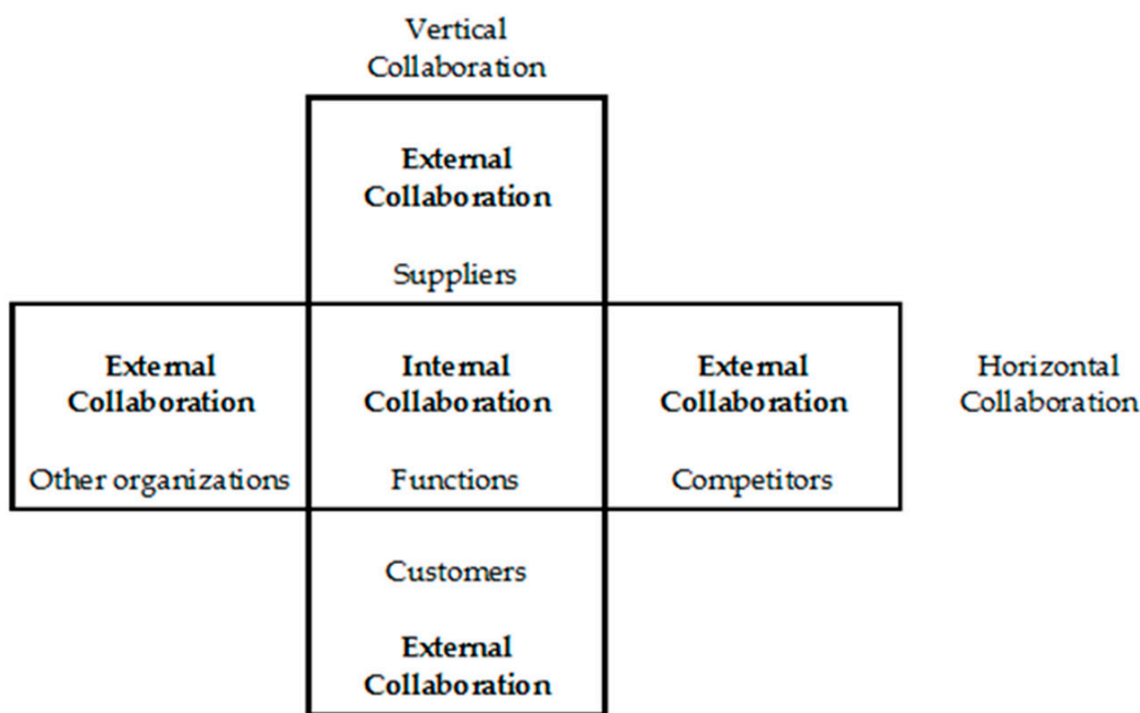 Vertical
Collaboration
External
Collaboration
Suppliers
External
Collaboration
Other organizations
Internal
Collaboration
Functions
External
Collaboration
Competitors
Horizontal
Collaboration
Customers
External
Collaboration